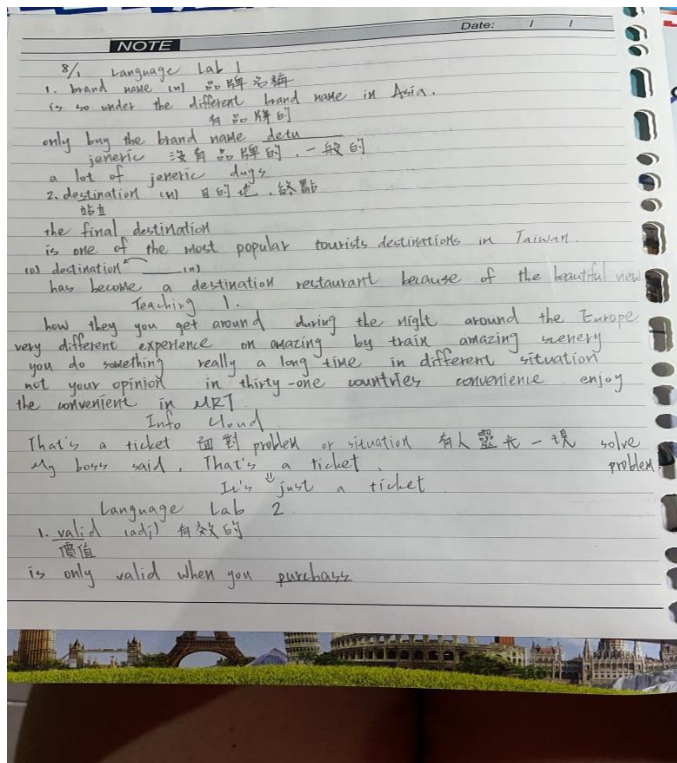 Date: / /
NOTE
8/1 Language Lab 1
1. brand name (n) 品牌名稱
is so under the different brand name in Asia.
有品牌的
only buy the brand name detu
jeneric 沒有品牌的.一般的
a lot of joneric dugs
2. destination (n) 目的地.終點
站
the final destination
is one of the most popular tourists destinations in Taiwan.
destination (n)
has become a destination restaurant because of the beautiful new
Teaching 1.
how they you get around during the night around the Europe
very different experience on amazing by train amazing scenery
you do something really a long time in different situation
not your opinion in thirty-one countries convenience enjoy
the convenient in MRT
Info Cloud
That's a ticket 面對 problem or situation 有人靈光一現 solve
problem
My boss said, That's a ticket.
It's just a ticket
Language Lab 2
1. valid (adj) 有效的
價值
is only valid when you purchass